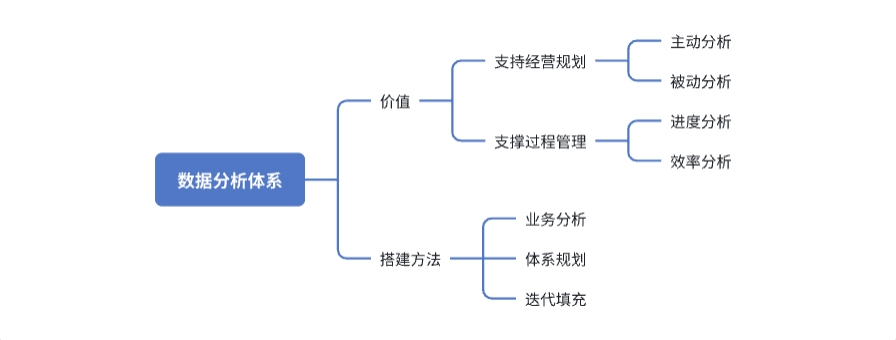 数据分析体系
价值
支持经营规划
主动分析
被动分析
支撑过程管理
进度分析
效率分析
搭建方法
业务分析
体系规划
迭代填充